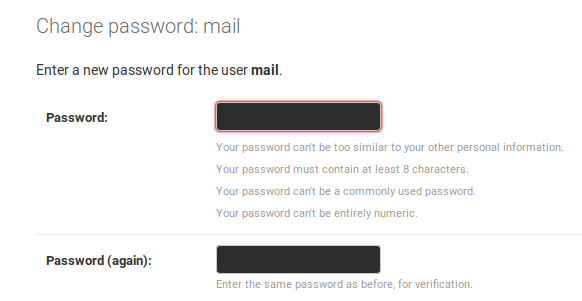 Change password: mail
Enter a new password for the user mail.
Password:
Your password can't be too similar to your other personal information.
Your password must contain at least 8 characters.
Your password can't be a commonly used password.
Your password can't be entirely numeric.
Password (again):
Enter the same password as before, for verification.